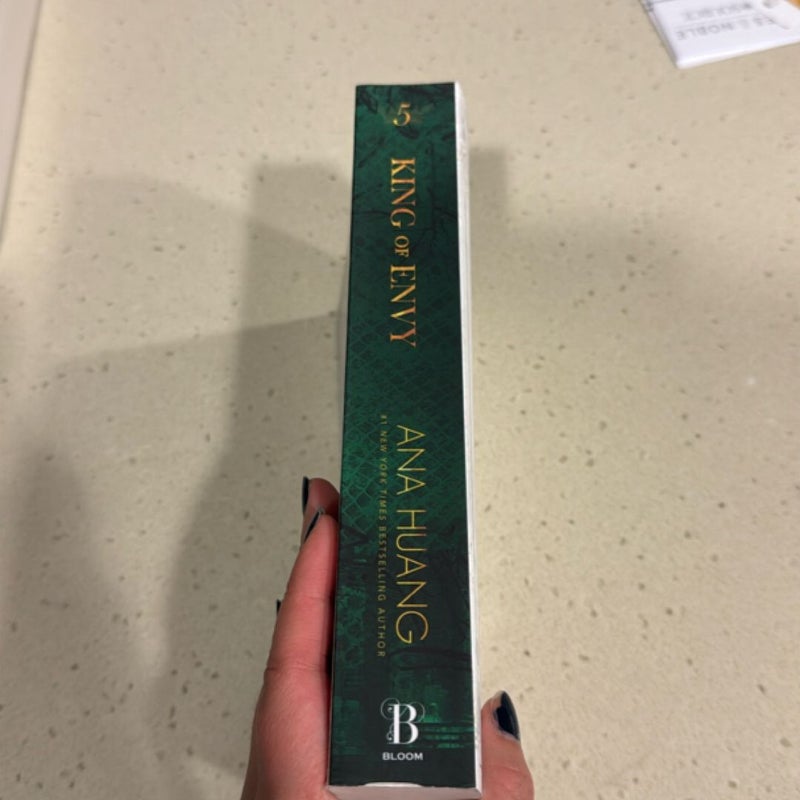 5
KING OF ENVY
ANA HUANG
#1 NEW YORK TIMES BESTSELLING AUTHOR
B
BLOOM